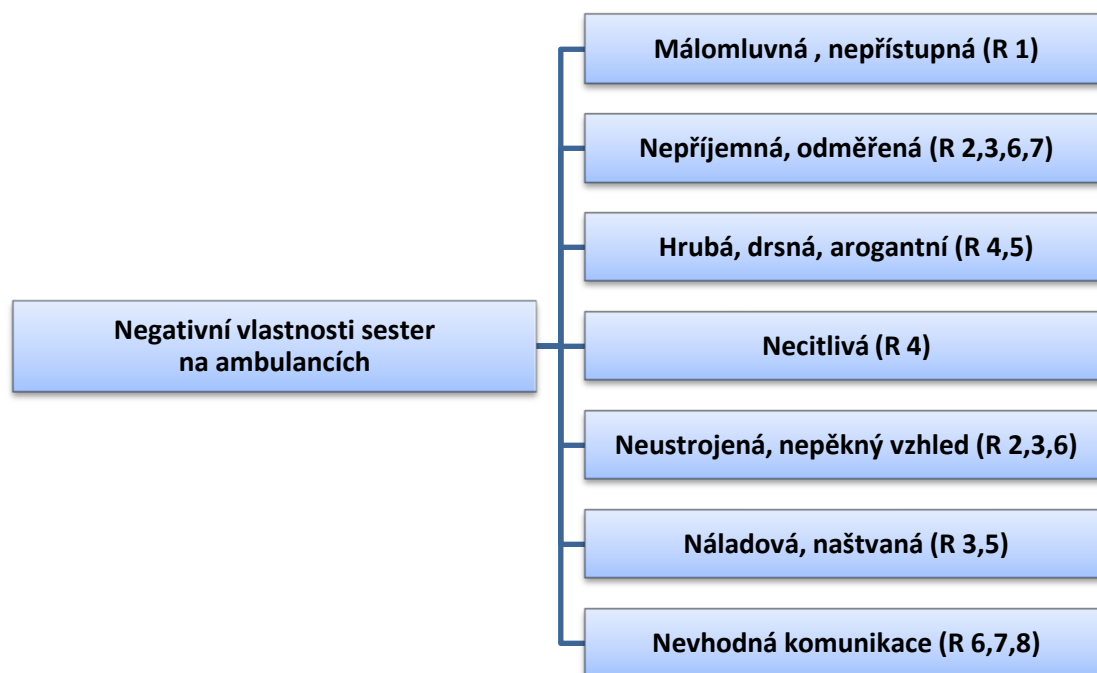 Málomluvná , nepřístupná (R 1)
Nepříjemná, odměřená (R 2,3,6,7)
Hrubá, drsná, arogantní (R 4,5)
Negativní vlastnosti sester
na ambulancích
Necitlivá (R 4)
Neustrojená, nepěkný vzhled (R 2,3,6)
Náladová, naštvaná (R 3,5)
Nevhodná komunikace (R 6,7,8)